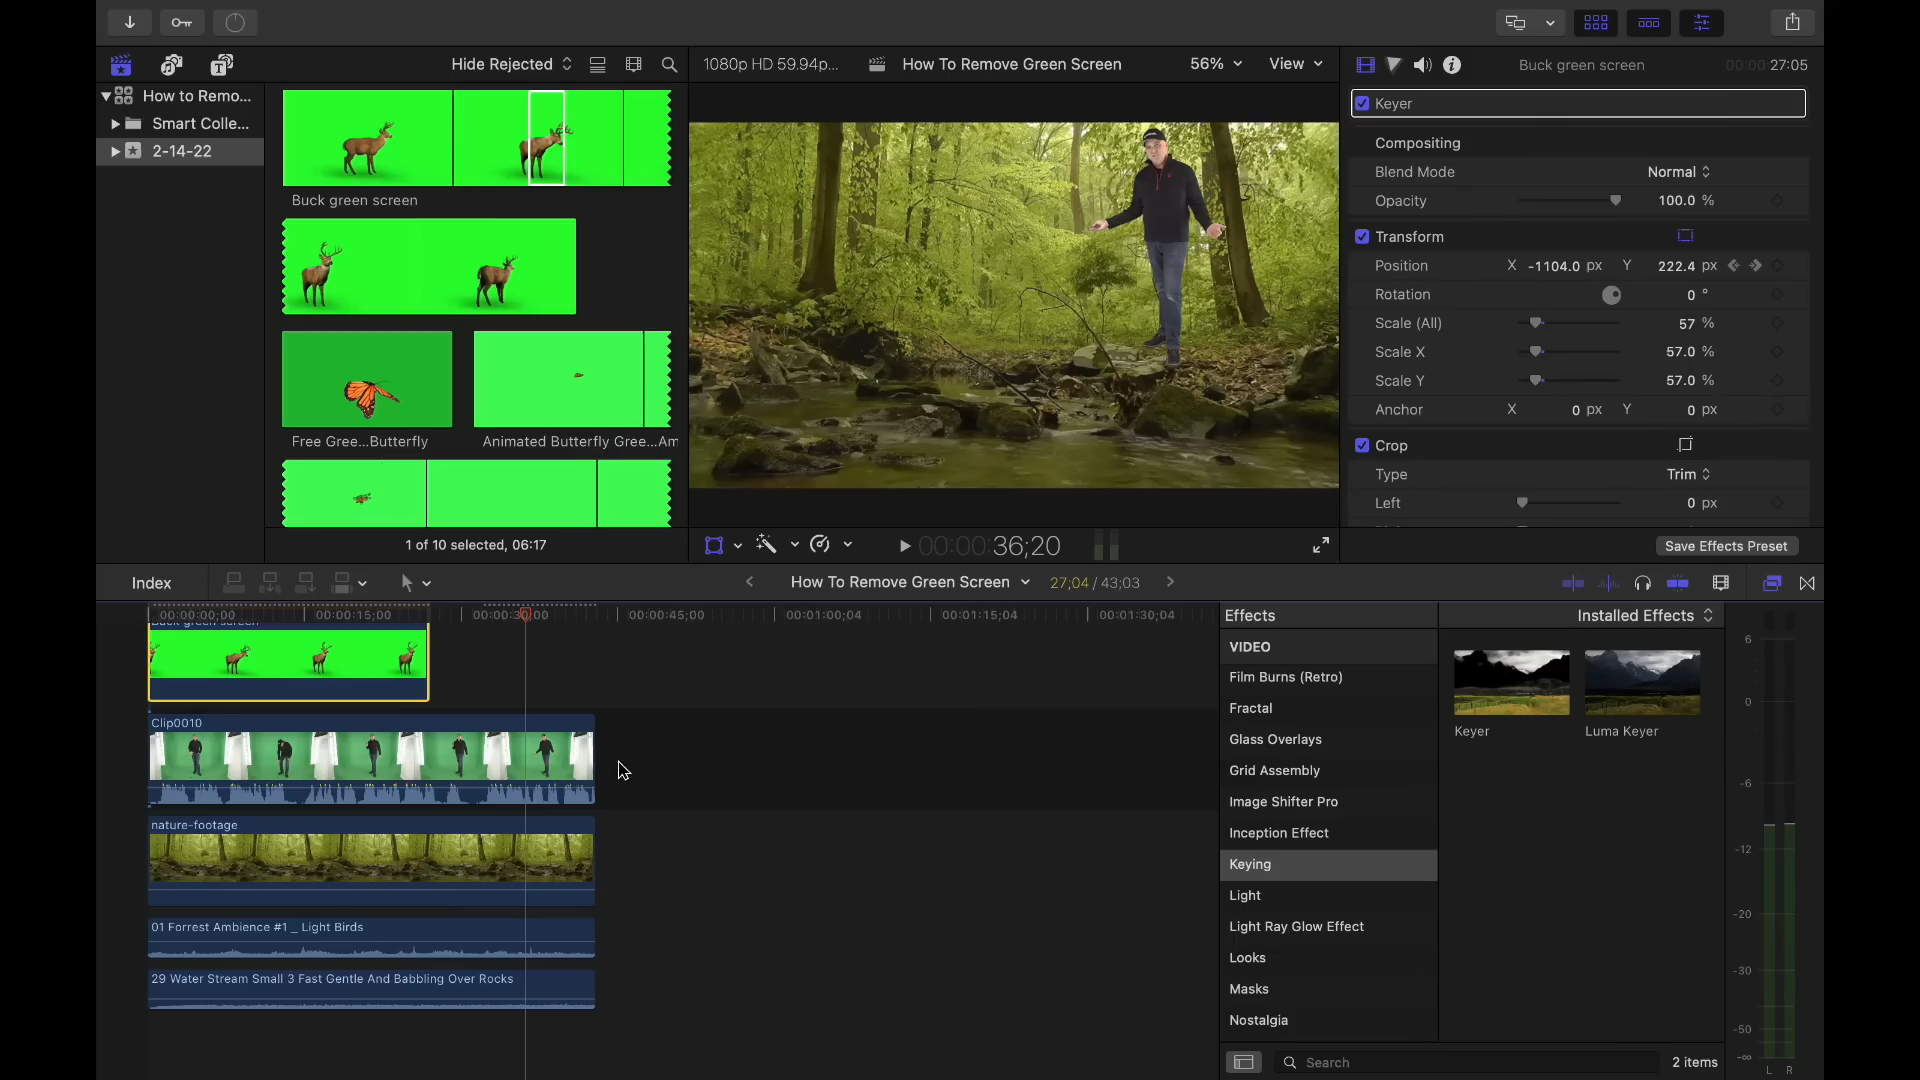 Hide Rejected
1080p HD 59.94p...
How To Remove Green Screen
56%
View
Buck green screen
00:00:27:05
How to Remo...
Smart Colle...
2-14-22
Buck green screen
Free Gree...Butterfly
Animated Butterfly Gree...Am
1 of 10 selected, 06:17
00:00:36;20
Keyer
Compositing
Blend Mode
Normal
Opacity
100.0 %
Transform
Position
X -1104.0 px Y 222.4 px
Rotation
0 °
Scale (All)
57 %
Scale X
57.0 %
Scale Y
57.0 %
Anchor
X 0 px Y 0 px
Crop
Type
Trim
Left
0 px
Save Effects Preset
Index
How To Remove Green Screen
27;04 / 43;03
00:00:00;00
00:00:15;00
00:00:30;00
00:00:45;00
00:01:00;04
00:01:15;04
00:01:30;04
Buck green screen
Clip0010
nature-footage
01 Forrest Ambience #1 _ Light Birds
29 Water Stream Small 3 Fast Gentle And Babbling Over Rocks
Effects
Installed Effects
VIDEO
Film Burns (Retro)
Fractal
Glass Overlays
Grid Assembly
Image Shifter Pro
Inception Effect
Keying
Light
Light Ray Glow Effect
Looks
Masks
Nostalgia
Keyer
Luma Keyer
Search
2 items
6
0
-6
-12
-20
-30
-50
-∞
L R